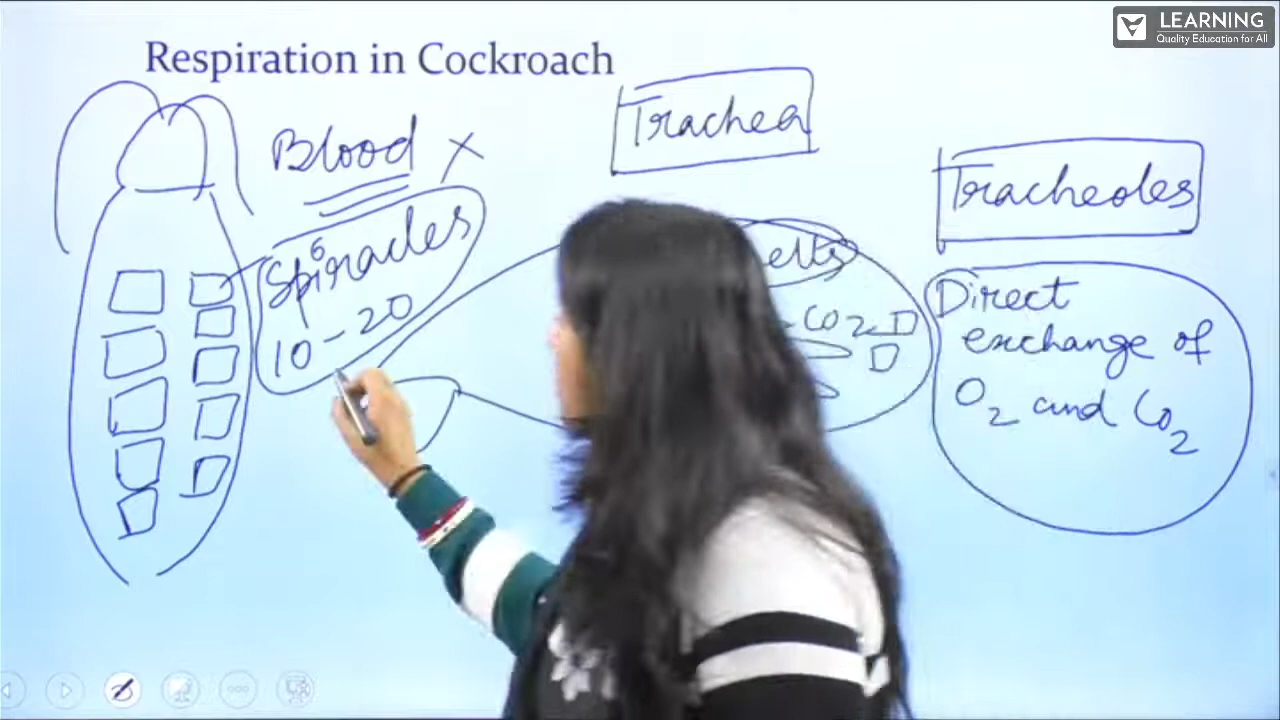 LEARNING
Quality Education for All
Respiration in Cockroach
Blood ×
Spiracles
10-20
Trachea
CO2
Tracheoles
Direct
exchange of
O2 and CO2